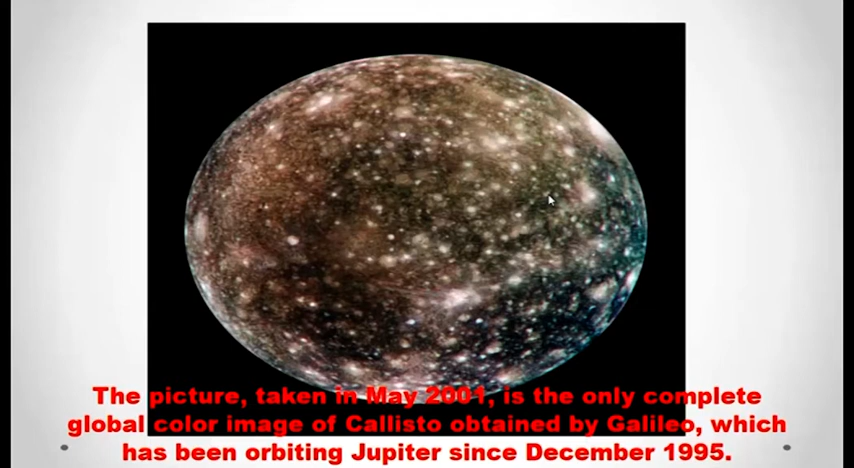 The picture, taken in May 2001, is the only complete
global color image of Callisto obtained by Galileo, which
has been orbiting Jupiter since December 1995.